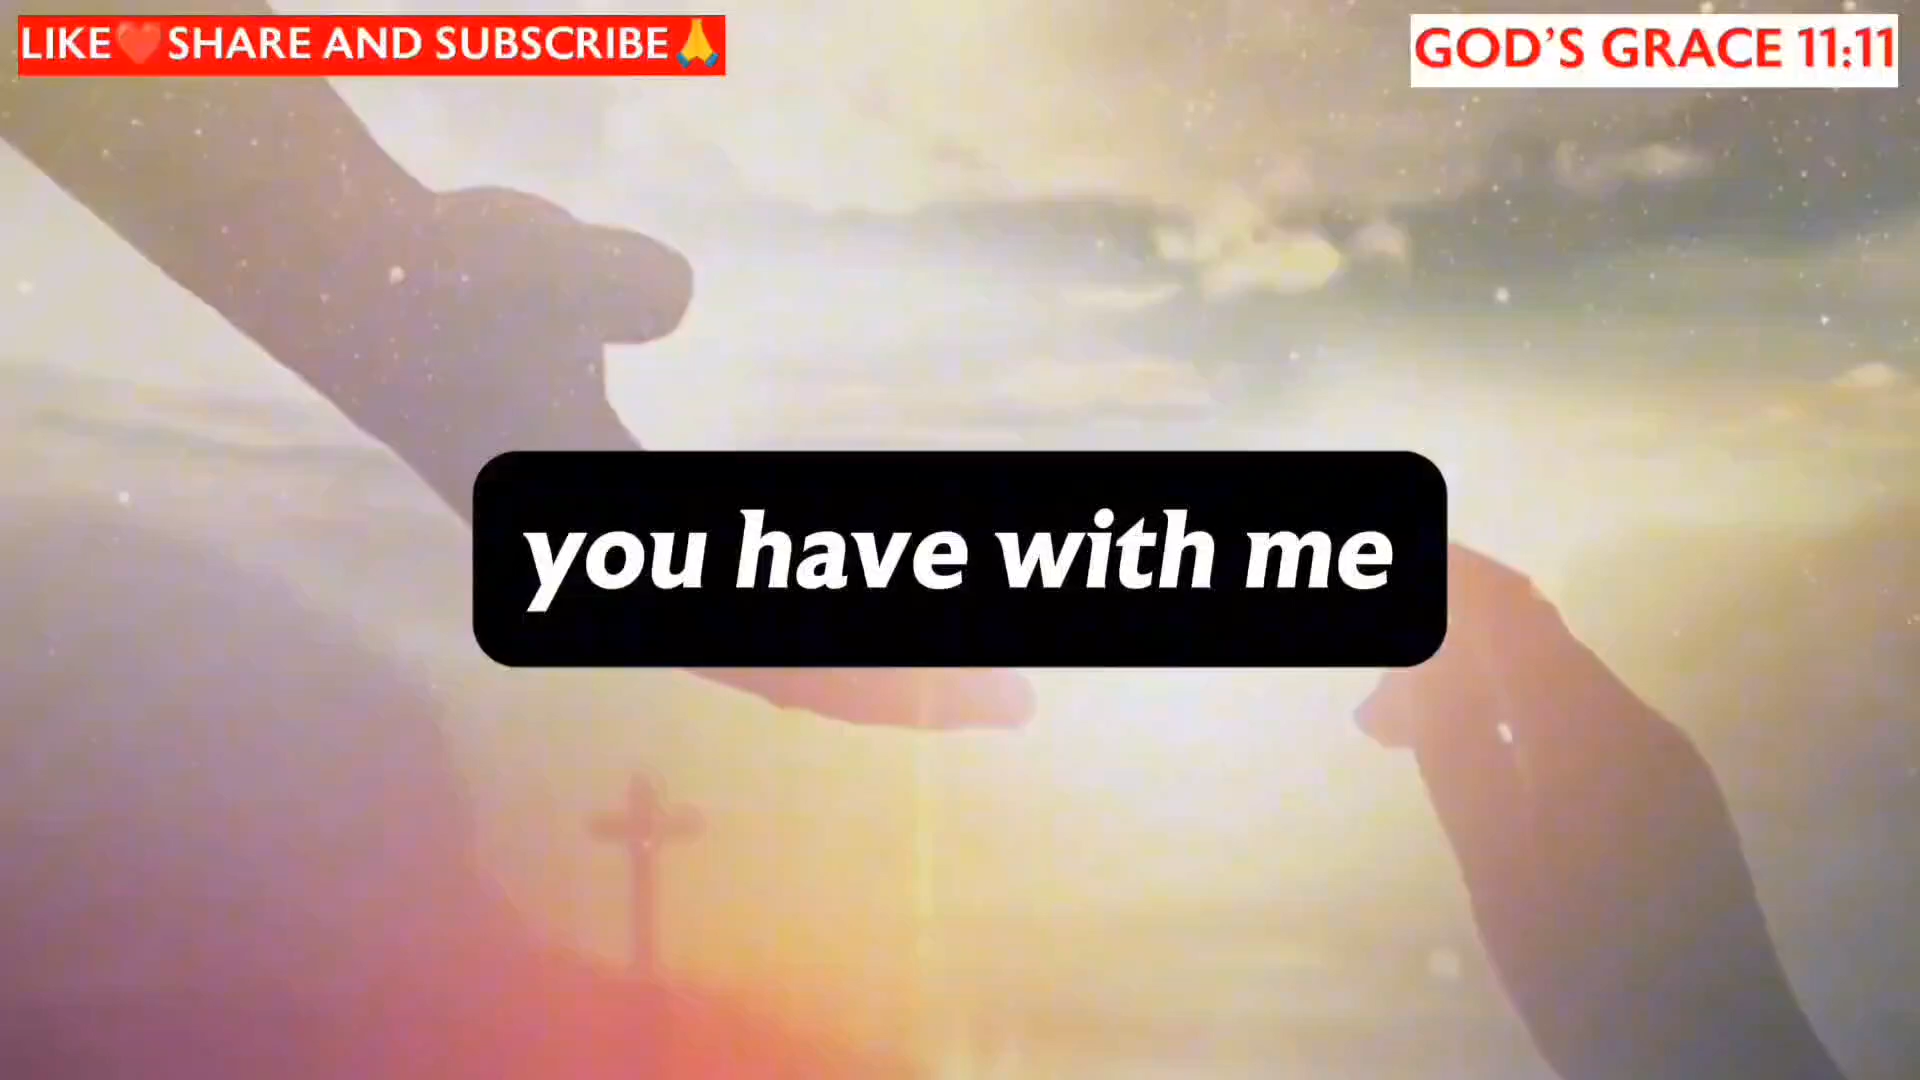 LIKE❤️SHARE AND SUBSCRIBE🙏
GOD'S GRACE 11:11
you have with me